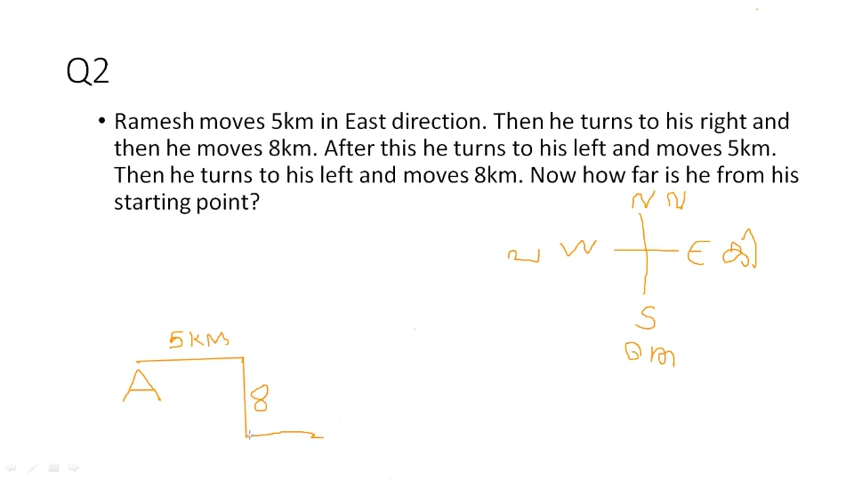 Q2
• Ramesh moves 5km in East direction. Then he turns to his right and
then he moves 8km. After this he turns to his left and moves 5km.
Then he turns to his left and moves 8km. Now how far is he from his
starting point?
N
W E
S
5KM
A
8